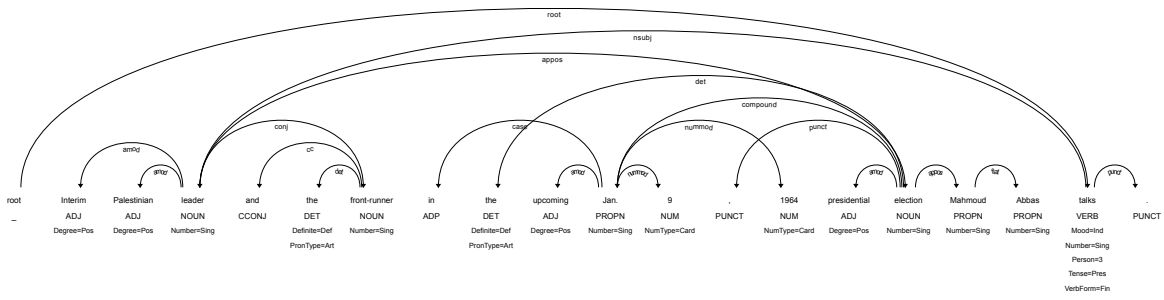 root
nsubj
appos
det
compound
conj case nummod punct
amod cc
amod def amod nummod amod appos flat punct
root Interim Palestinian leader and the front-runner in the upcoming Jan. 9 , 1964 presidential election Mahmoud Abbas talks .
_ ADJ ADJ NOUN CCONJ DET NOUN ADP DET ADJ PROPN NUM PUNCT NUM ADJ NOUN PROPN PROPN VERB PUNCT
Degree=Pos Degree=Pos Number=Sing Definite=Def Number=Sing Definite=Def Degree=Pos Number=Sing NumType=Card NumType=Card Degree=Pos Number=Sing Number=Sing Number=Sing Mood=Ind
PronType=Art PronType=Art Number=Sing
Person=3
Tense=Pres
VerbForm=Fin